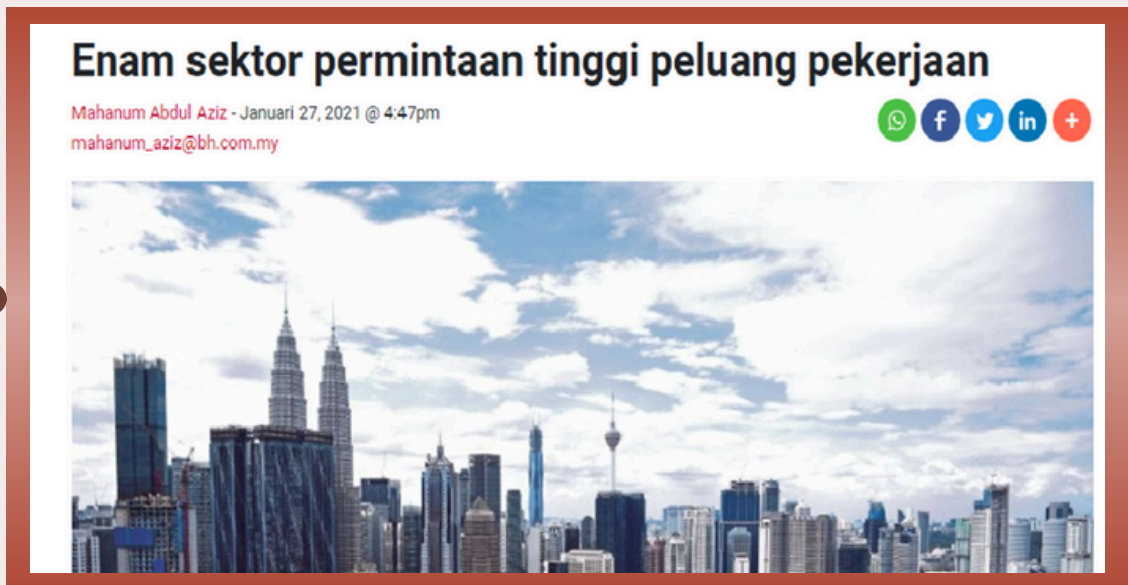 Enam sektor permintaan tinggi peluang pekerjaan
Mahanum Abdul Aziz - Januari 27, 2021 @ 4:47pm
mahanum_aziz@bh.com.my